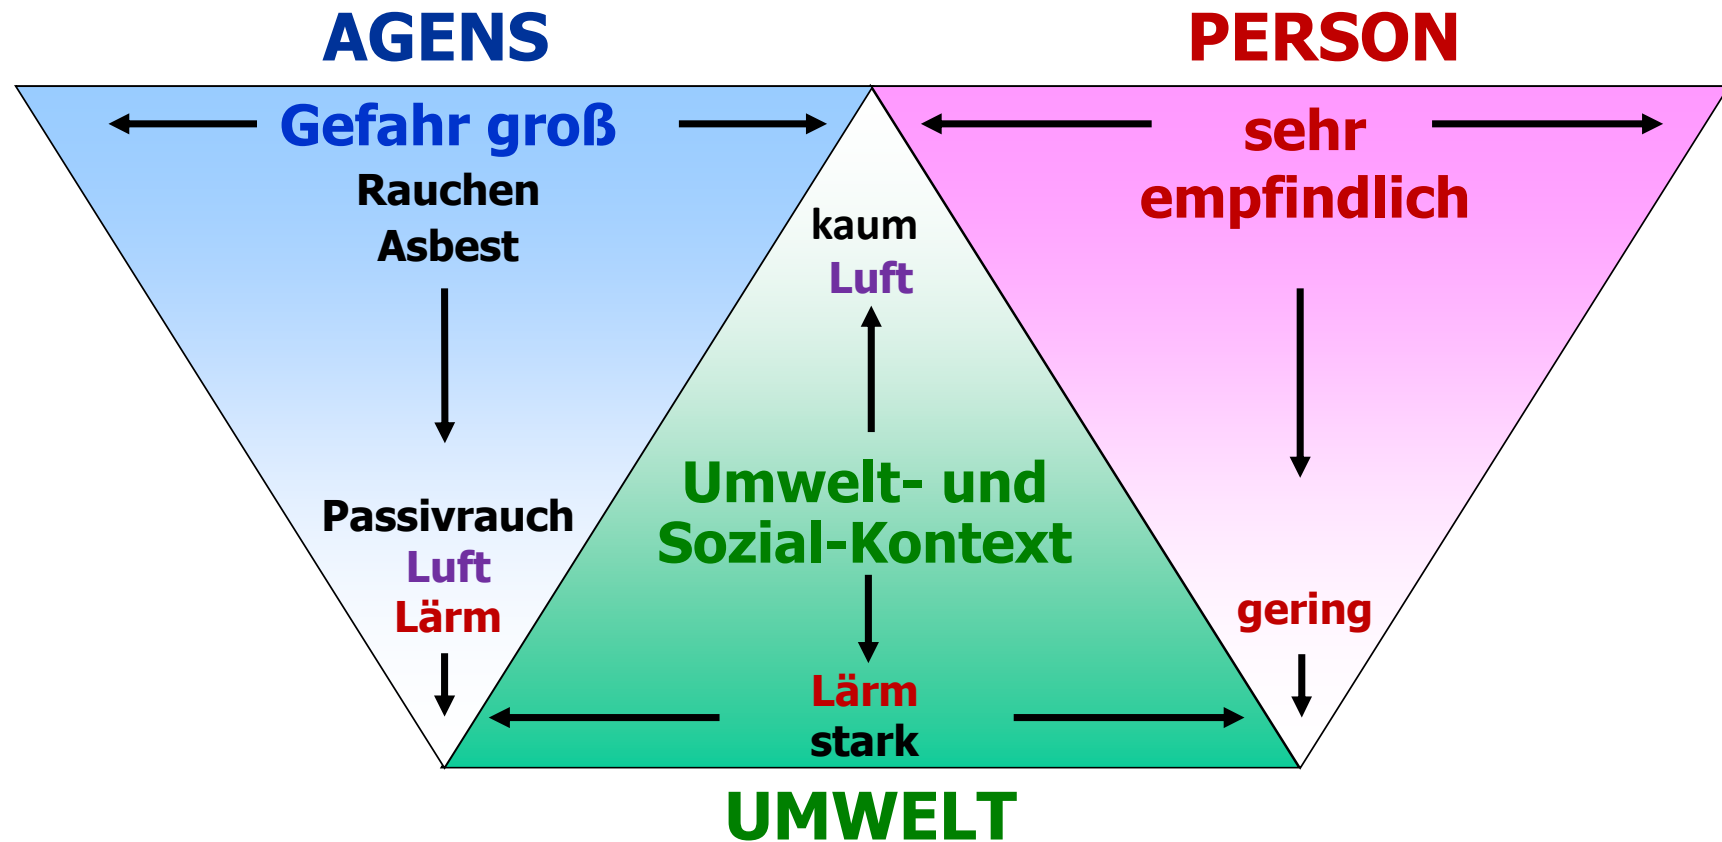 AGENS
PERSON
Gefahr groß
Rauchen
Asbest
Passivrauch
Luft
Lärm
kaum
Luft
Umwelt- und
Sozial-Kontext
Lärm
stark
sehr
empfindlich
gering
UMWELT